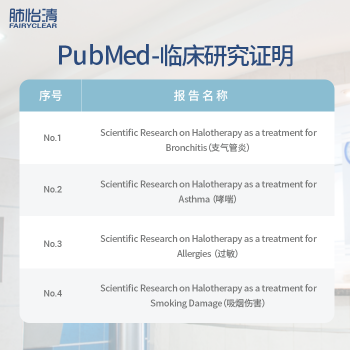 肺怡清
FAIRYCLEAR
PubMed-临床研究证明
序号 报告名称
No.1 Scientific Research on Halotherapy as a treatment for
Bronchitis (支气管炎)
No.2 Scientific Research on Halotherapy as a treatment for
Asthma (哮喘)
No.3 Scientific Research on Halotherapy as a treatment for
Allergies (过敏)
No.4 Scientific Research on Halotherapy as a treatment for
Smoking Damage (吸烟伤害)